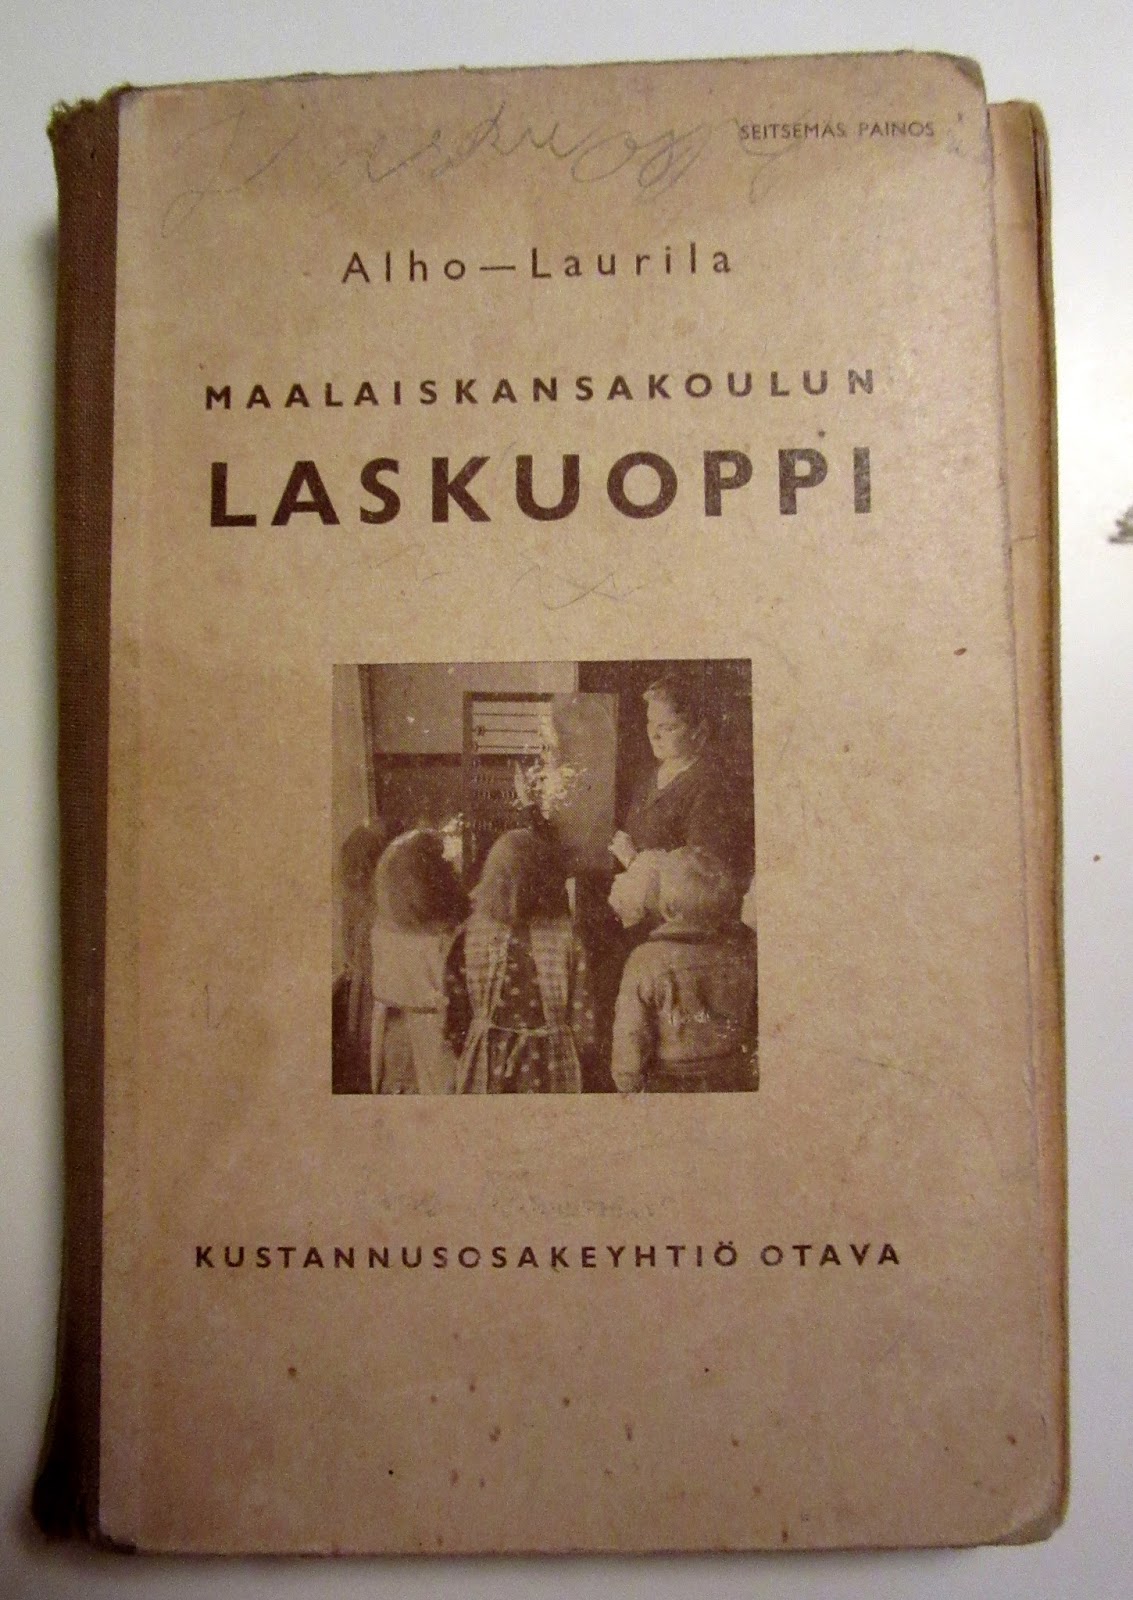 SEITSEMÄS PAINOS
Alho—Laurila
MAALAISKANSAKOULUN
LASKUOPPI
KUSTANNUSOSAKEYHTIÖ OTAVA